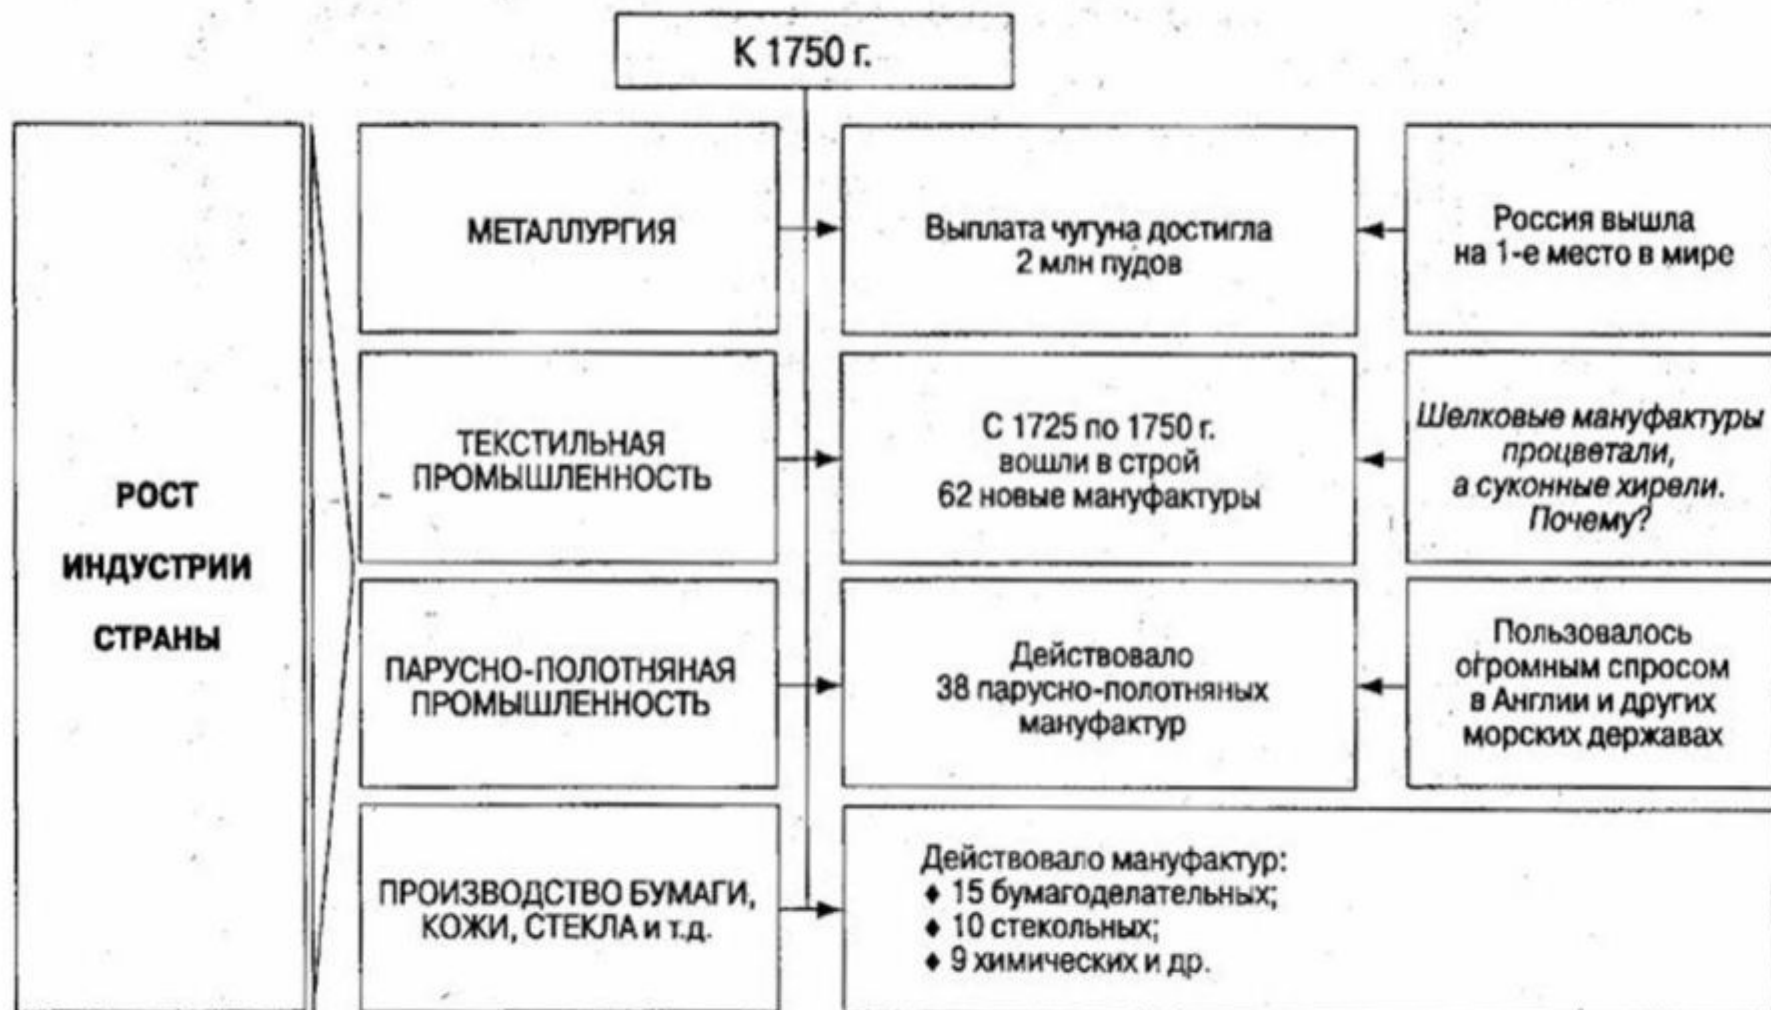 К 1750 г.
РОСТ
ИНДУСТРИИ
СТРАНЫ
МЕТАЛЛУРГИЯ
Выплата чугуна достигла
2 млн пудов
Россия вышла
на 1-е место в мире
ТЕКСТИЛЬНАЯ
ПРОМЫШЛЕННОСТЬ
С 1725 по 1750 г.
вошли в строй
62 новые мануфактуры
Шелковые мануфактуры
процветали,
а суконные хирели.
Почему?
ПАРУСНО-ПОЛОТНЯНАЯ
ПРОМЫШЛЕННОСТЬ
Действовало
38 парусно-полотняных
мануфактур
Пользовалось
огромным спросом
в Англии и других
морских державах
ПРОИЗВОДСТВО БУМАГИ,
КОЖИ, СТЕКЛА и т.д.
Действовало мануфактур:
♦ 15 бумагоделательных;
♦ 10 стекольных;
♦ 9 химических и др.